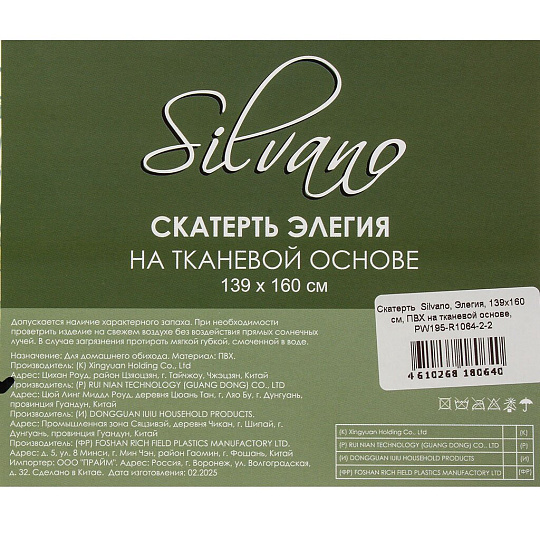 Silvano
СКАТЕРТЬ ЭЛЕГИЯ
НА ТКАНЕВОЙ ОСНОВЕ
139 х 160 см
Скатерть Silvano, Элегия, 139х160
см, ПВХ на тканевой основе,
PW195-R1064-2-2
4 610268 180640
Допускается наличие характерного запаха. При необходимости
проветрить изделие на свежем воздухе без воздействия прямых солнечных
лучей. В случае загрязнения протирать мягкой губкой, смоченной в воде.
Назначение: Для домашнего обихода. Материал: ПВХ.
Производитель: (К) Xingyuan Holding Co., Ltd
Адрес: Цихан Роуд, район Цзяоцзян, г. Тайчжоу, Чжэцзян, Китай
Производитель: (Р) RUI NIAN TECHNOLOGY (GUANG DONG) CO., LTD
Адрес: Цюй Линг Миддл Роуд, деревня Цюань Тан, г. Ляо Бу, г. Дунгуань,
провинция Гуандун, Китай
Производитель: (И) DONGGUAN IUIU HOUSEHOLD PRODUCTS.
Адрес: Промышленная зона Сяцзивэй, деревня Чикан, г. Шипай, г.
Дунгуань, провинция Гуандун, Китай
Производитель: (ФР) FOSHAN RICH FIELD PLASTICS MANUFACTORY LTD.
Адрес: д. 5, ул. 8 Минси, г. Мин Чэн, район Гаомин, г. Фошань, Китай
Импортер: ООО "ПРАЙМ", Адрес: Россия, г. Воронеж, ул. Волгоградская,
д. 32. Сделано в Китае. Дата изготовления: 02.2025
(К) Xingyuan Holding Co., Ltd (К)
(Р) RUI NIAN TECHNOLOGY (GUANG DONG) CO., LTD (Р)
(И) DONGGUAN IUIU HOUSEHOLD PRODUCTS (И)
(ФР) FOSHAN RICH FIELD PLASTICS MANUFACTORY LTD (ФР)